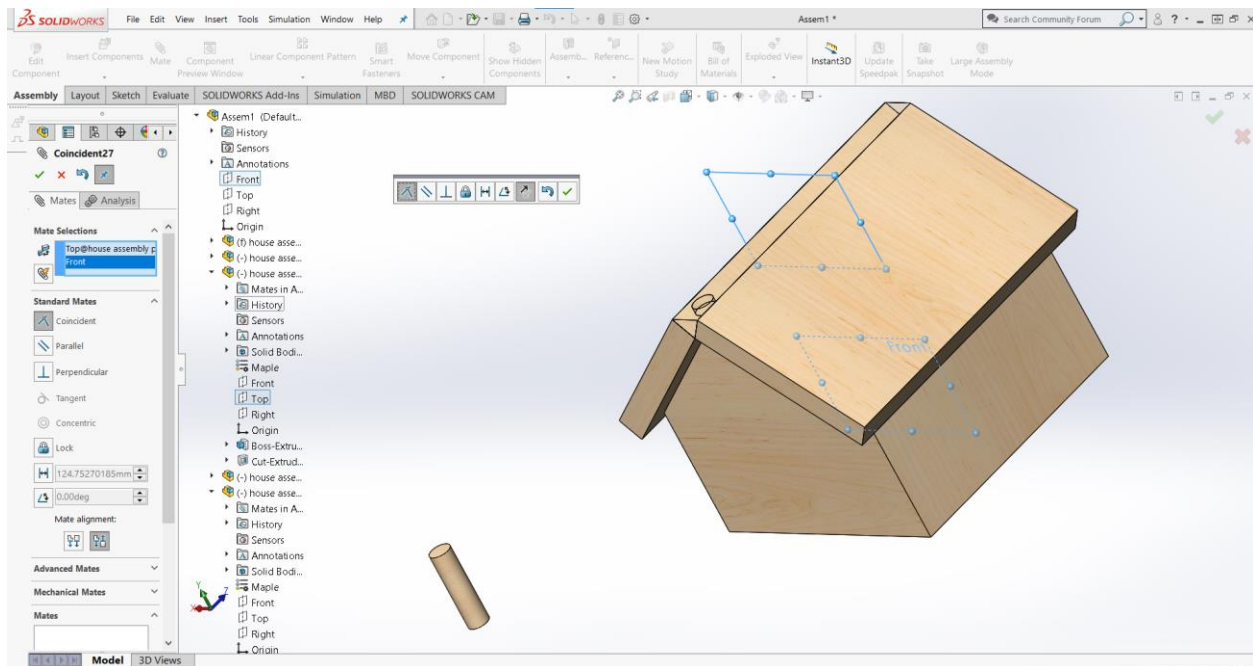 SOLIDWORKS File Edit View Insert Tools Simulation Window Help Assem1 * Search Community Forum ?
Edit Component
Insert Components
Mate
Component Preview Window
Linear Component Pattern
Smart Fasteners
Move Component
Show Hidden Components
Assemb...
Referenc...
New Motion Study
Bill of Materials
Exploded View
Instant3D
Update Speedpak
Take Snapshot
Large Assembly Mode
Assembly Layout Sketch Evaluate SOLIDWORKS Add-Ins Simulation MBD SOLIDWORKS CAM
Coincident27
Mates Analysis
Mate Selections
Top@house assembly p
Front
Standard Mates
Coincident
Parallel
Perpendicular
Tangent
Concentric
Lock
124.75270185mm
0.00deg
Mate alignment:
Advanced Mates
Mechanical Mates
Mates
Assem1 (Default...
History
Sensors
Annotations
Front
Top
Right
Origin
(f) house asse...
(-) house asse...
(-) house asse...
Mates in A...
History
Sensors
Annotations
Solid Bodi...
Maple
Front
Top
Right
Origin
Boss-Extru...
Cut-Extrud...
(-) house asse...
(-) house asse...
Mates in A...
History
Sensors
Annotations
Solid Bodi...
Maple
Front
Top
Right
Origin
Front
Y
Z
X
Model 3D Views